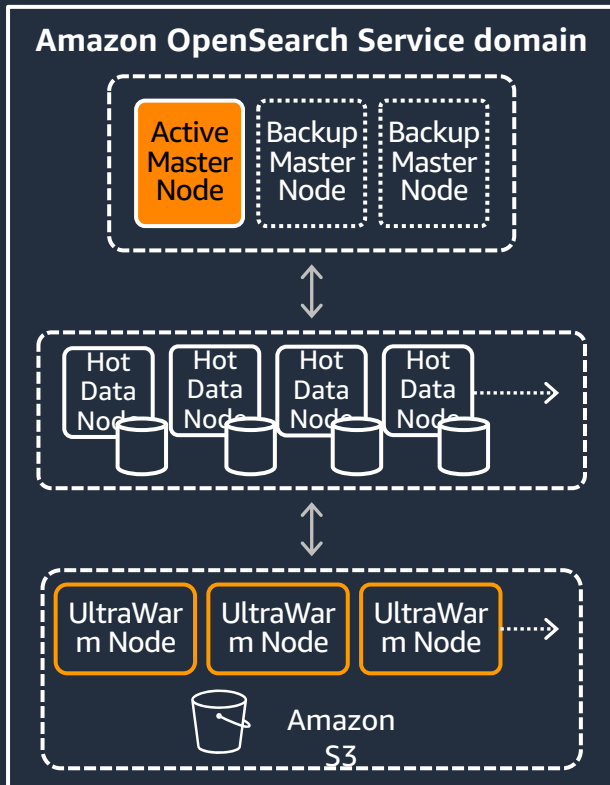 Amazon OpenSearch Service domain
Active
Master
Node
Backup
Master
Node
Backup
Master
Node
Hot
Data
Node
Hot
Data
Node
Hot
Data
Node
Hot
Data
Node
UltraWar
m Node
UltraWar
m Node
UltraWar
m Node
Amazon
S3